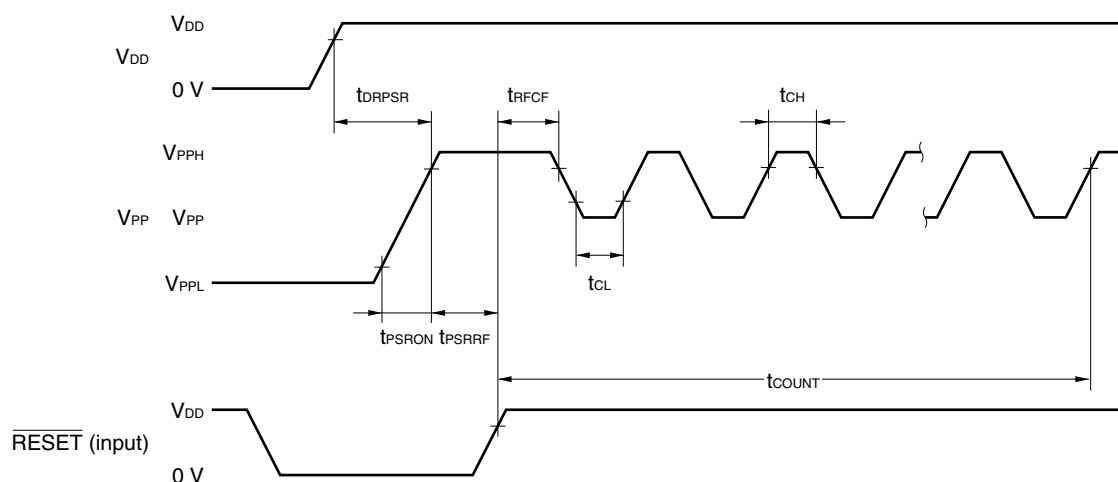 VDD
VDD
0 V
tDRPSR
tRFCF
tCH
VPPH
VPP VPP
tCL
VPPL
tPSRON tPSRRF
tCOUNT
VDD
RESET (input)
0 V